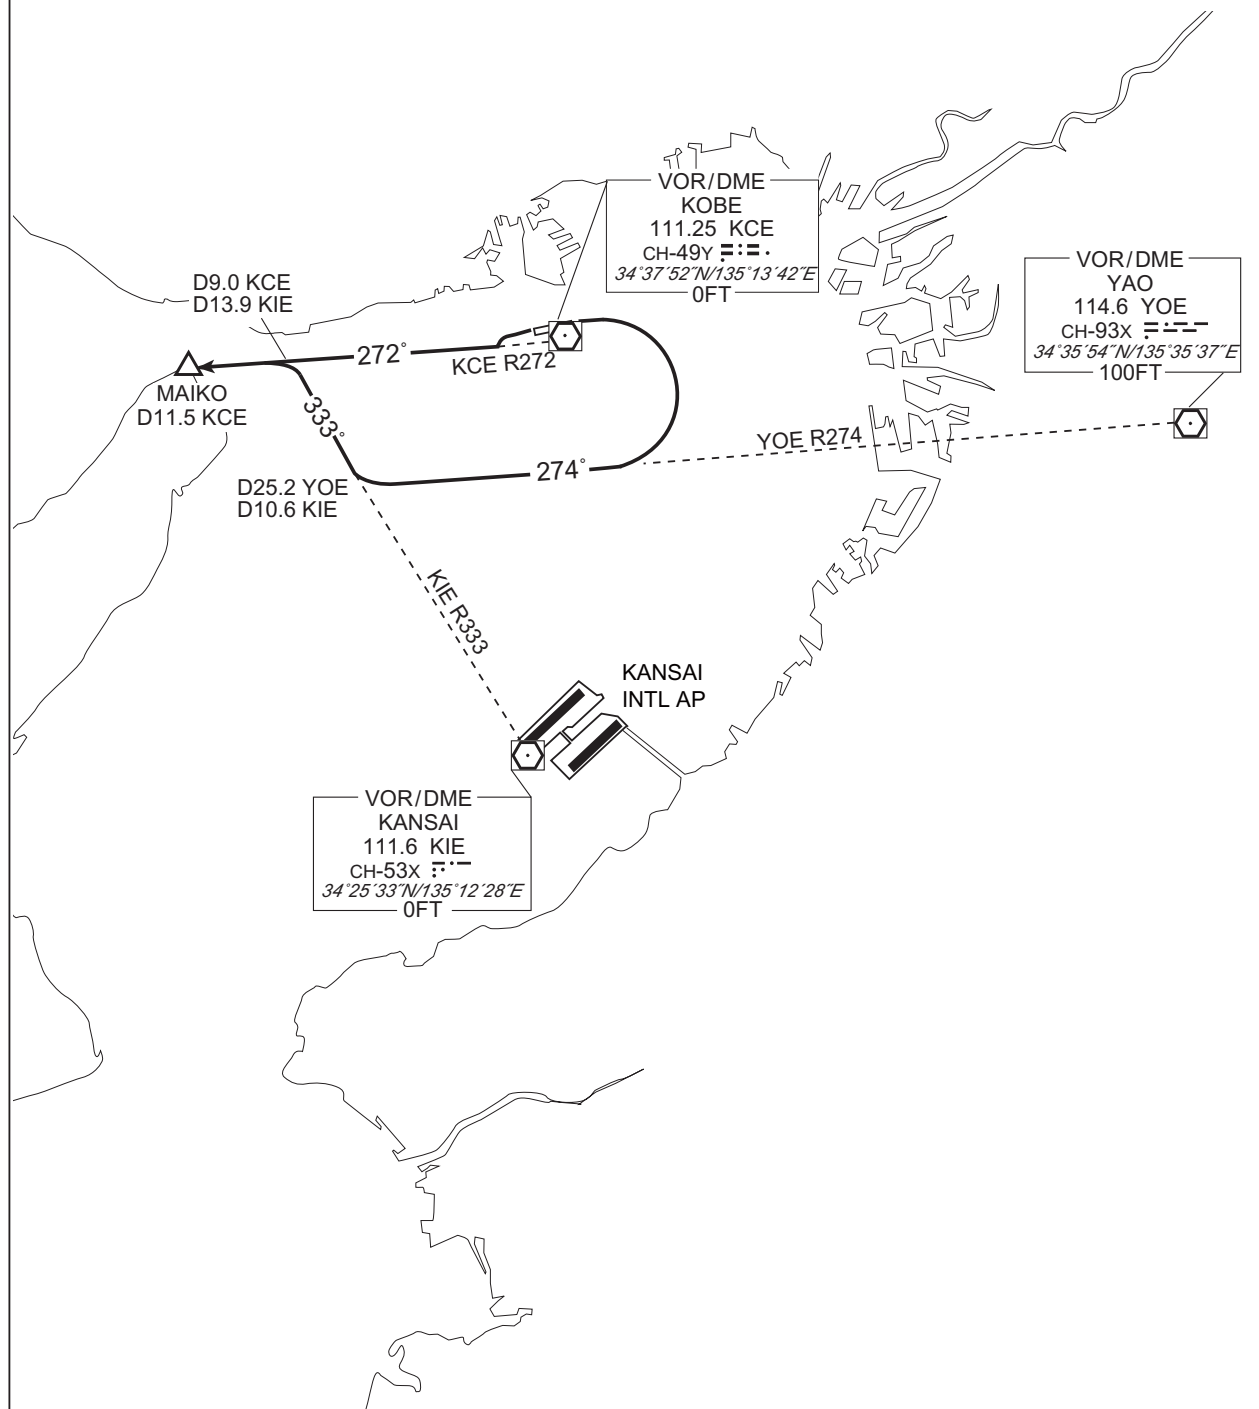 VOR/DME
KOBE
111.25 KCE
CH-49Y
34°37´52˝N/135°13´42˝E
0FT
VOR/DME
YAO
114.6 YOE
CH-93X
34°35´54˝N/135°35´37˝E
100FT
D9.0 KCE
D13.9 KIE
272°
KCE R272
MAIKO
D11.5 KCE
333°
YOE R274
274°
D25.2 YOE
D10.6 KIE
KIE R333
KANSAI
INTL AP
VOR/DME
KANSAI
111.6 KIE
CH-53X
34°25´33˝N/135°12´28˝E
0FT